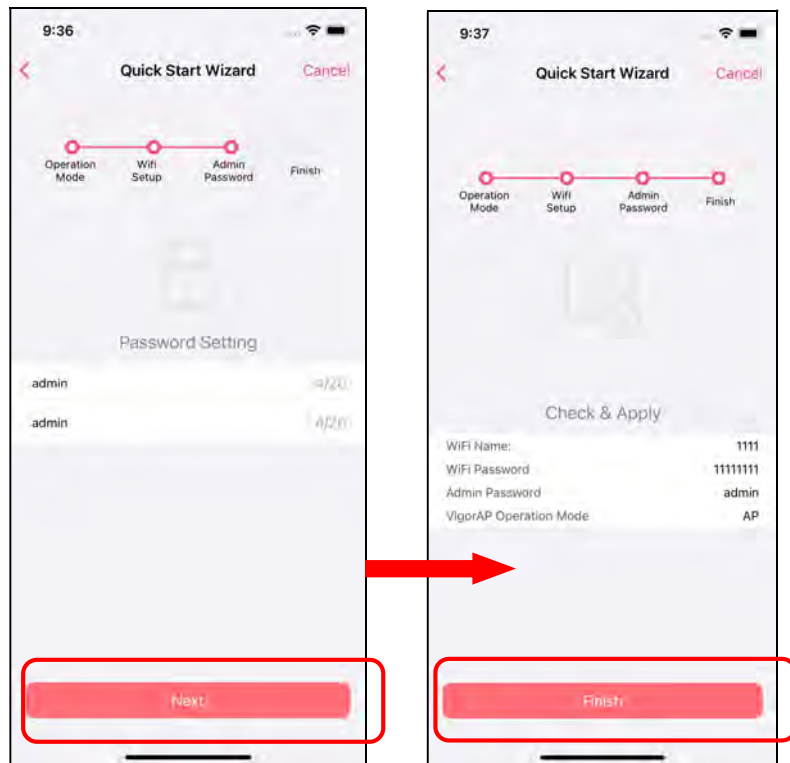 9:36
Quick Start Wizard
Cancel
Operation Mode
Wifi Setup
Admin Password
Finish
Password Setting
admin
admin
Next
9:37
Quick Start Wizard
Cancel
Operation Mode
Wifi Setup
Admin Password
Finish
Check & Apply
WiFi Name: 1111
WiFi Password 11111111
Admin Password admin
VigorAP Operation Mode AP
Finish